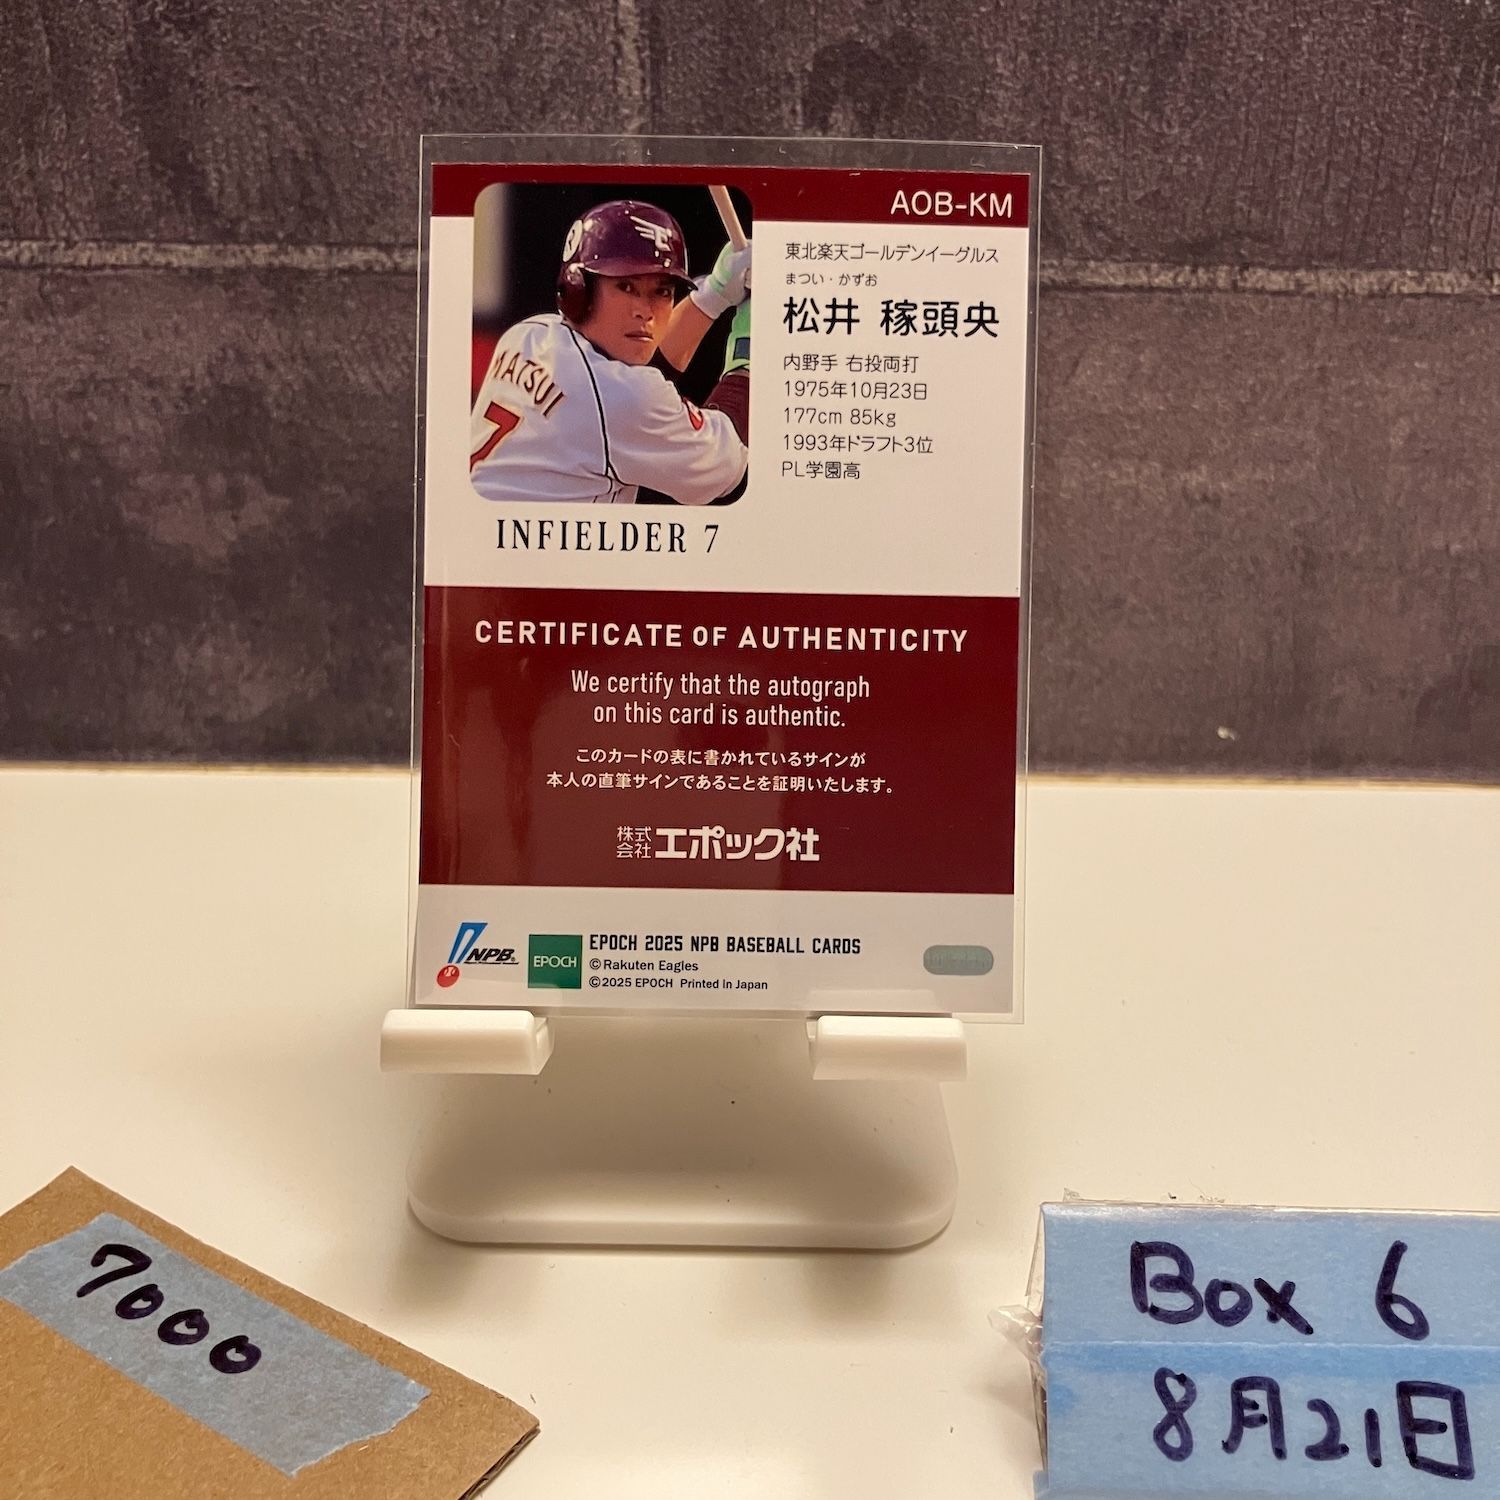 AOB-KM
東北楽天ゴールデンイーグルス
まつい・かずお
松井 稼頭央
内野手 右投両打
1975年10月23日
177cm 85kg
1993年ドラフト3位
PL学園高
MATSUI
7
INFIELDER 7
CERTIFICATE OF AUTHENTICITY
We certify that the autograph
on this card is authentic.
このカードの表に書かれているサインが
本人の直筆サインであることを証明いたします。
株式会社 エポック社
NPB
EPOCH
EPOCH 2025 NPB BASEBALL CARDS
©Rakuten Eagles
©2025 EPOCH Printed In Japan
7000
Box 6
8月21日